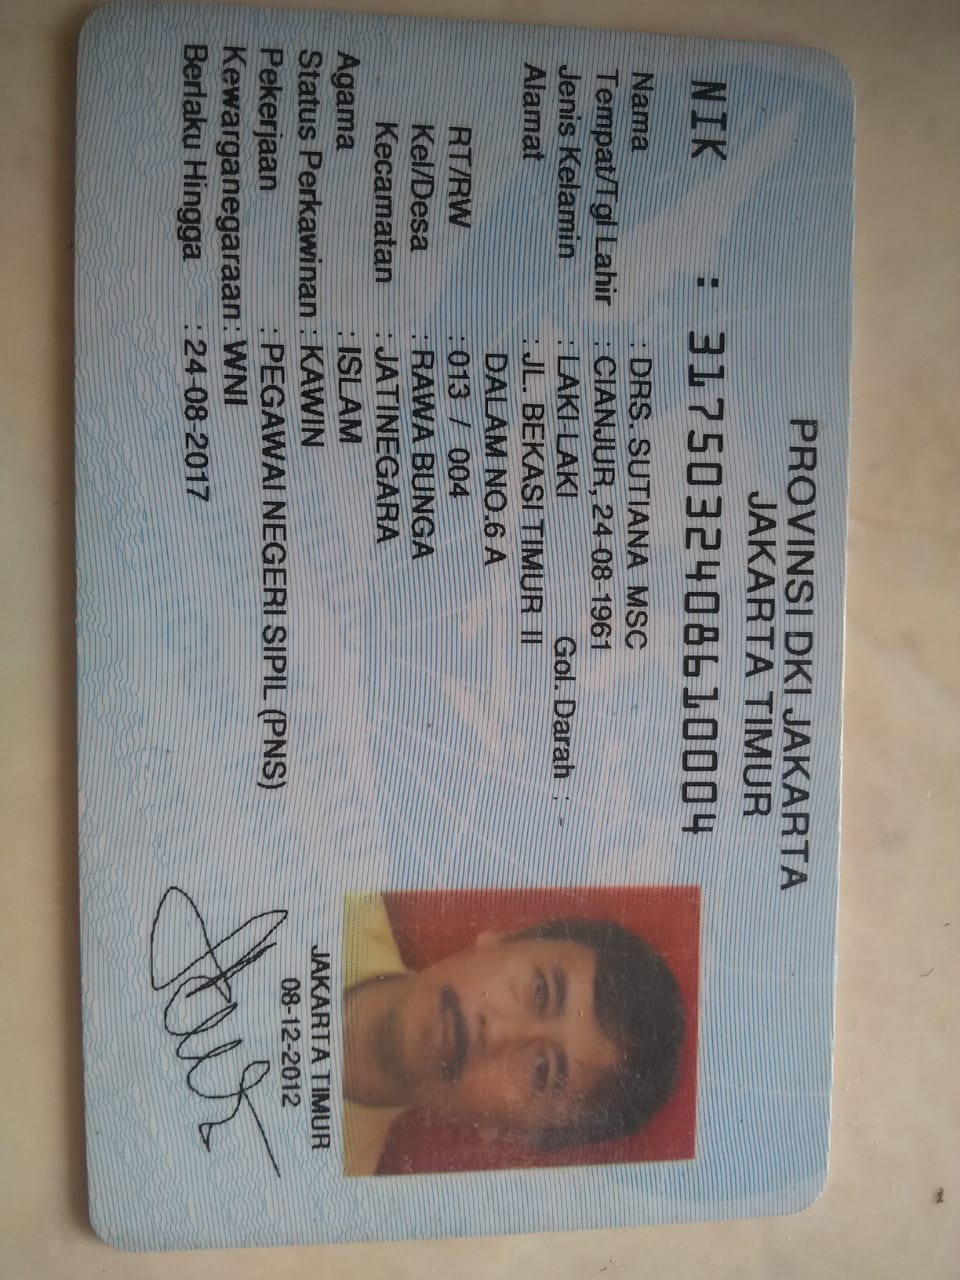 PROVINSI DKI JAKARTA
JAKARTA TIMUR
NIK : 3175032408610004
Nama : DRS. SUTIANA MSC
Tempat/Tgl Lahir : CIANJUR, 24-08-1961
Jenis Kelamin : LAKI-LAKI Gol. Darah : -
Alamat : JL. BEKASI TIMUR II
DALAM NO.6 A
RT/RW : 013 / 004
Kel/Desa : RAWA BUNGA
Kecamatan : JATINEGARA
Agama : ISLAM
Status Perkawinan : KAWIN
Pekerjaan : PEGAWAI NEGERI SIPIL (PNS)
Kewarganegaraan : WNI
Berlaku Hingga : 24-08-2017
JAKARTA TIMUR
08-12-2012